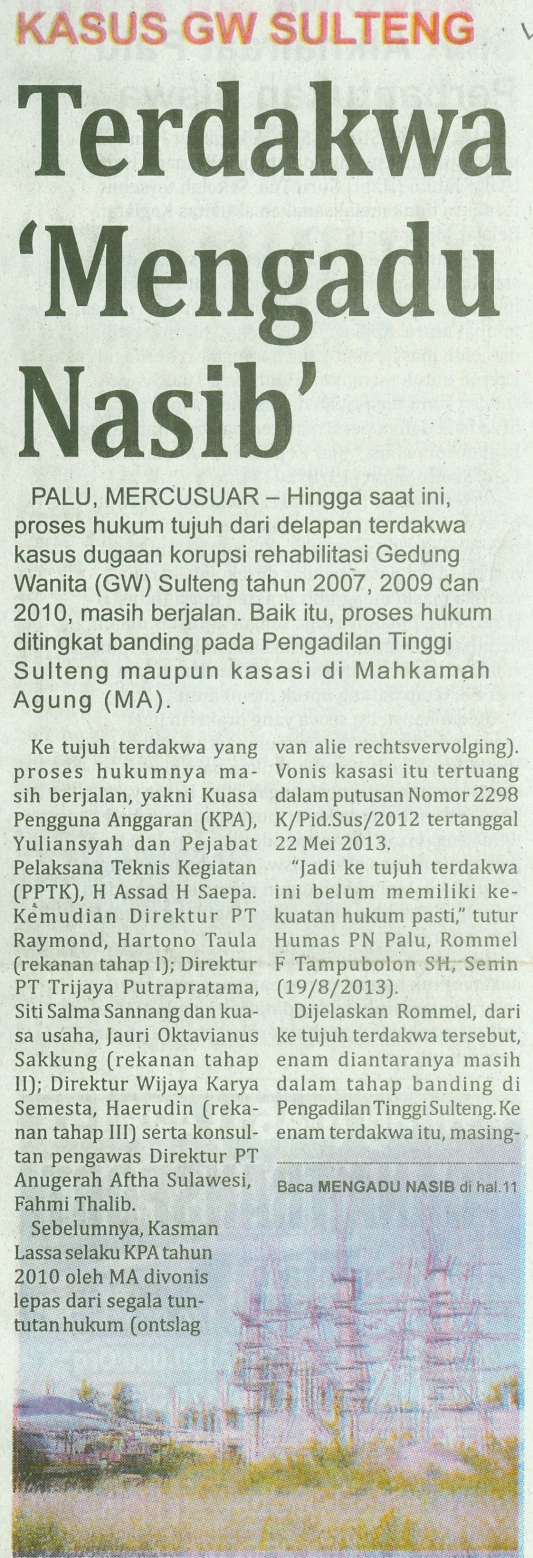 KASUS GW SULTENG
Terdakwa
‘Mengadu
Nasib’
PALU, MERCUSUAR – Hingga saat ini,
proses hukum tujuh dari delapan terdakwa
kasus dugaan korupsi rehabilitasi Gedung
Wanita (GW) Sulteng tahun 2007, 2009 dan
2010, masih berjalan. Baik itu, proses hukum
ditingkat banding pada Pengadilan Tinggi
Sulteng maupun kasasi di Mahkamah
Agung (MA).
Ke tujuh terdakwa yang
proses hukumnya ma-
sih berjalan, yakni Kuasa
Pengguna Anggaran (KPA),
Yuliansyah dan Pejabat
Pelaksana Teknis Kegiatan
(PPTK), H Assad H Saepa.
Kemudian Direktur PT
Raymond, Hartono Taula
(rekanan tahap I); Direktur
PT Trijaya Putrapratama,
Siti Salma Sannang dan kua-
sa usaha, Jauri Oktavianus
Sakkung (rekanan tahap
II); Direktur Wijaya Karya
Semesta, Haerudin (reka-
nan tahap III) serta konsul-
tan pengawas Direktur PT
Anugerah Aftha Sulawesi,
Fahmi Thalib.
Sebelumnya, Kasman
Lassa selaku KPA tahun
2010 oleh MA divonis
lepas dari segala tun-
tutan hukum (ontslag
van alie rechtsvervolging).
Vonis kasasi itu tertuang
dalam putusan Nomor 2298
K/Pid.Sus/2012 tertanggal
22 Mei 2013.
“Jadi ke tujuh terdakwa
ini belum memiliki ke-
kuatan hukum pasti,” tutur
Humas PN Palu, Rommel
F Tampubolon SH, Senin
(19/8/2013).
Dijelaskan Rommel, dari
ke tujuh terdakwa tersebut,
enam diantaranya masih
dalam tahap banding di
Pengadilan Tinggi Sulteng. Ke
enam terdakwa itu, masing-
Baca MENGADU NASIB di hal.11